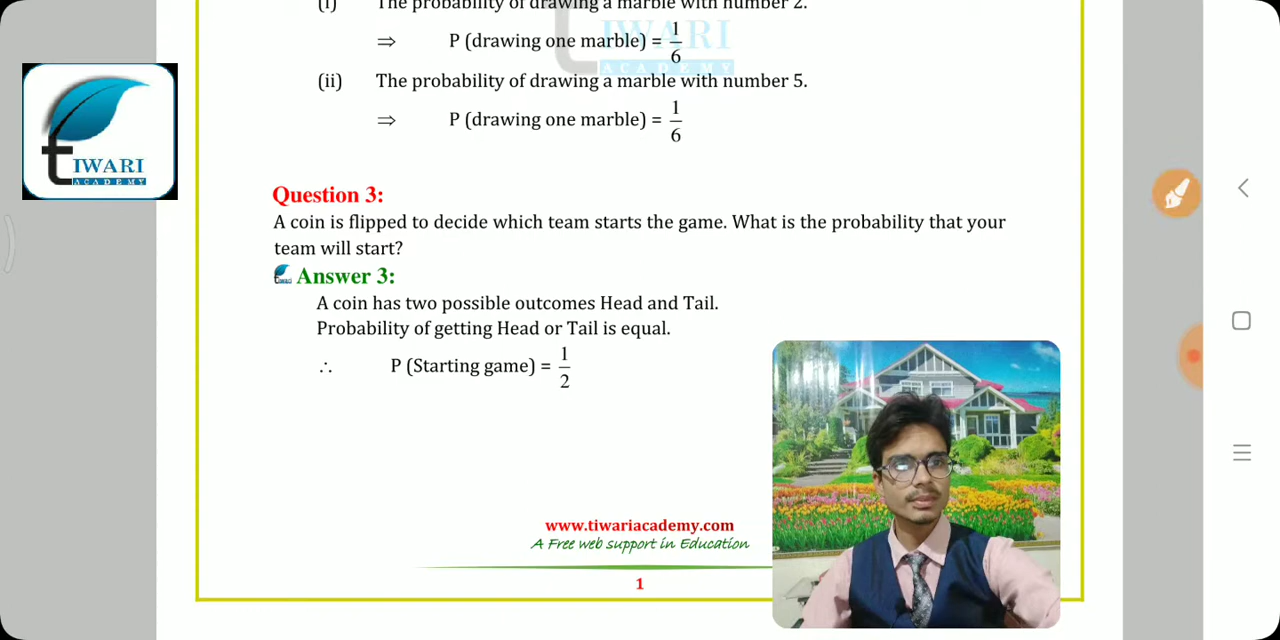 (i) The probability of drawing a marble with number 2.
⇒ P (drawing one marble) = 1/6
(ii) The probability of drawing a marble with number 5.
⇒ P (drawing one marble) = 1/6
TIWARI
ACADEMY
TIWARI
ACADEMY
Question 3:
A coin is flipped to decide which team starts the game. What is the probability that your
team will start?
Answer 3:
A coin has two possible outcomes Head and Tail.
Probability of getting Head or Tail is equal.
∴ P (Starting game) = 1/2
www.tiwariacademy.com
A Free web support in Education
1